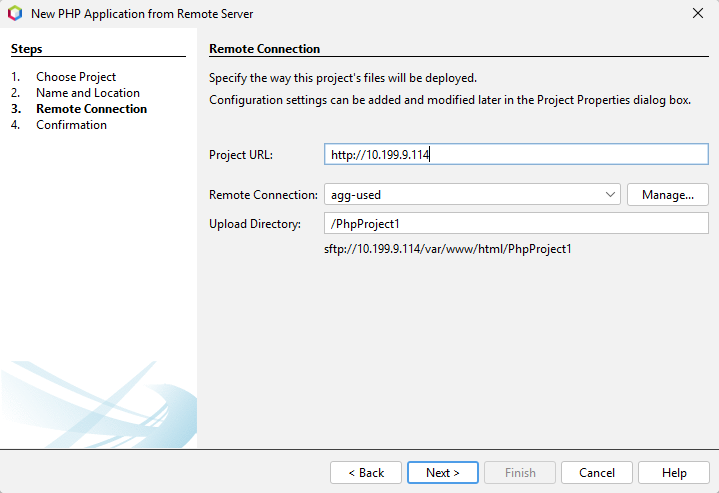 New PHP Application from Remote Server
Steps
1. Choose Project
2. Name and Location
3. Remote Connection
4. Confirmation
Remote Connection
Specify the way this project's files will be deployed.
Configuration settings can be added and modified later in the Project Properties dialog box.
Project URL: http://10.199.9.114
Remote Connection: agg-used Manage...
Upload Directory: /PhpProject1
sftp://10.199.9.114/var/www/html/PhpProject1
< Back Next > Finish Cancel Help